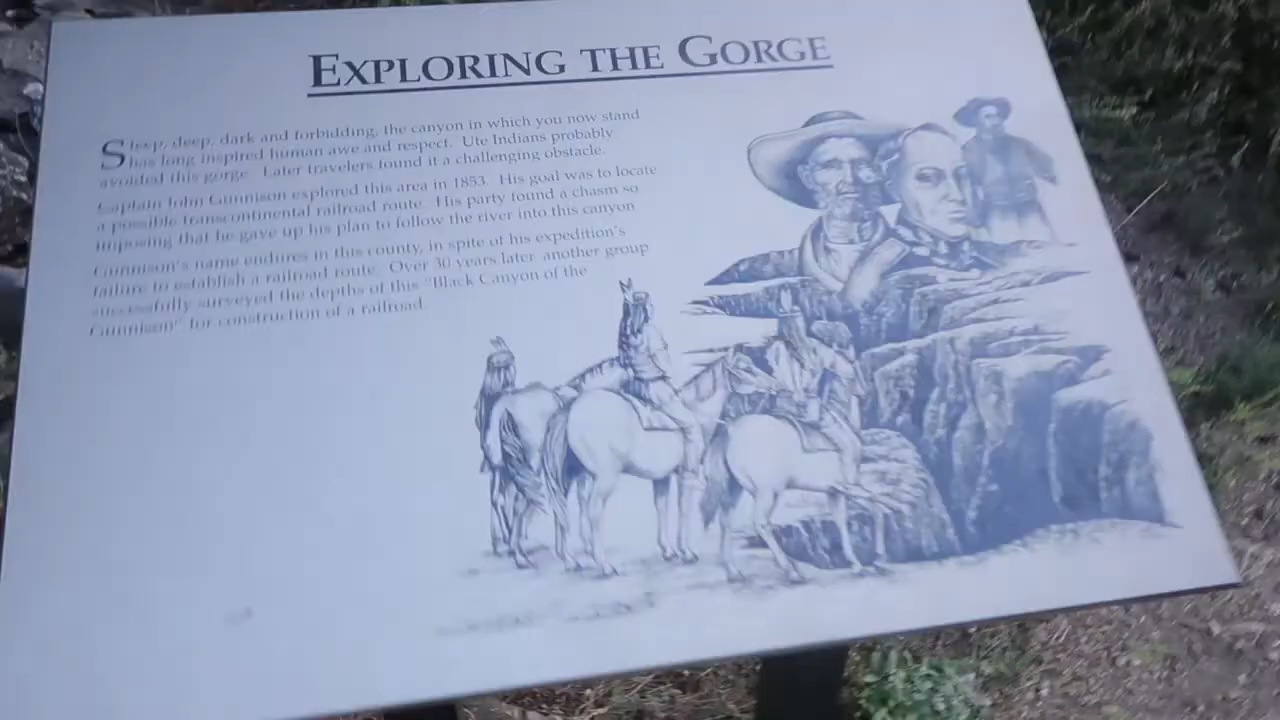 EXPLORING THE GORGE
Steep, deep, dark and forbidding, the canyon in which you now stand
has long inspired human awe and respect. Ute Indians probably
avoided this gorge. Later travelers found it a challenging obstacle.
Captain John Gunnison explored this area in 1853. His goal was to locate
a possible transcontinental railroad route. His party found a chasm so
imposing that he gave up his plan to follow the river into this canyon
Gunnison's name endures in this county, in spite of his expedition's
failure to establish a railroad route. Over 30 years later another group
successfully surveyed the depths of this "Black Canyon of the
Gunnison" for construction of a railroad.